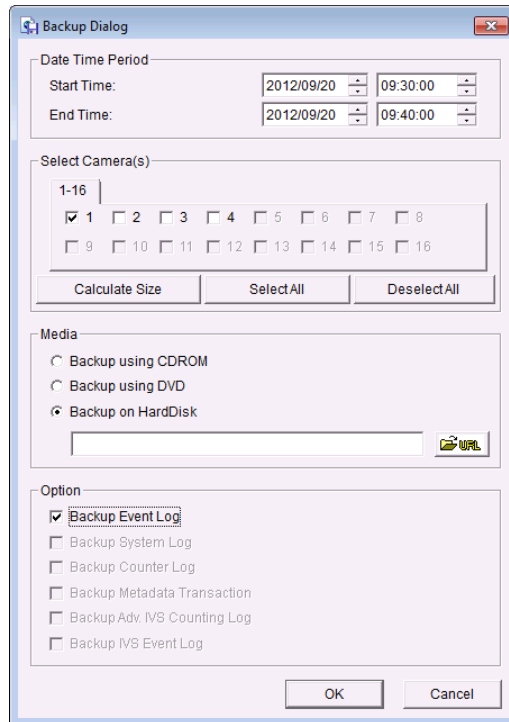 Backup Dialog
Date Time Period
Start Time: 2012/09/20 09:30:00
End Time: 2012/09/20 09:40:00
Select Camera(s)
1-16
1 2 3 4 5 6 7 8
9 10 11 12 13 14 15 16
Calculate Size Select All Deselect All
Media
Backup using CDROM
Backup using DVD
Backup on HardDisk
URL
Option
Backup Event Log
Backup System Log
Backup Counter Log
Backup Metadata Transaction
Backup Adv. IVS Counting Log
Backup IVS Event Log
OK Cancel